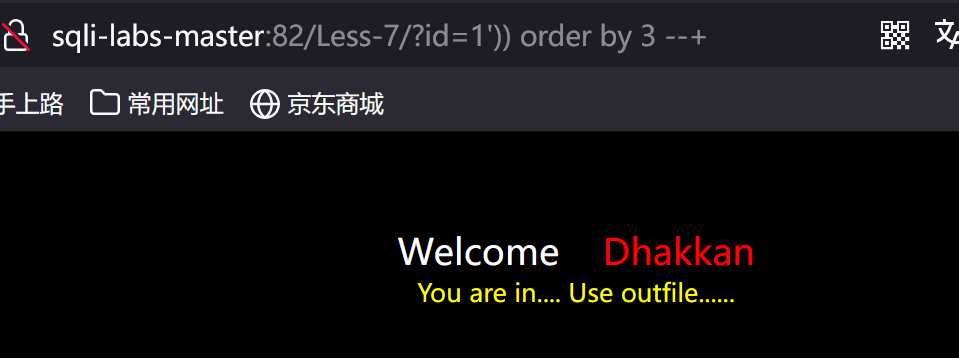 sqli-labs-master:82/Less-7/?id=1')) order by 3 --+
手上路 常用网址 京东商城
Welcome Dhakkan
You are in.... Use outfile......